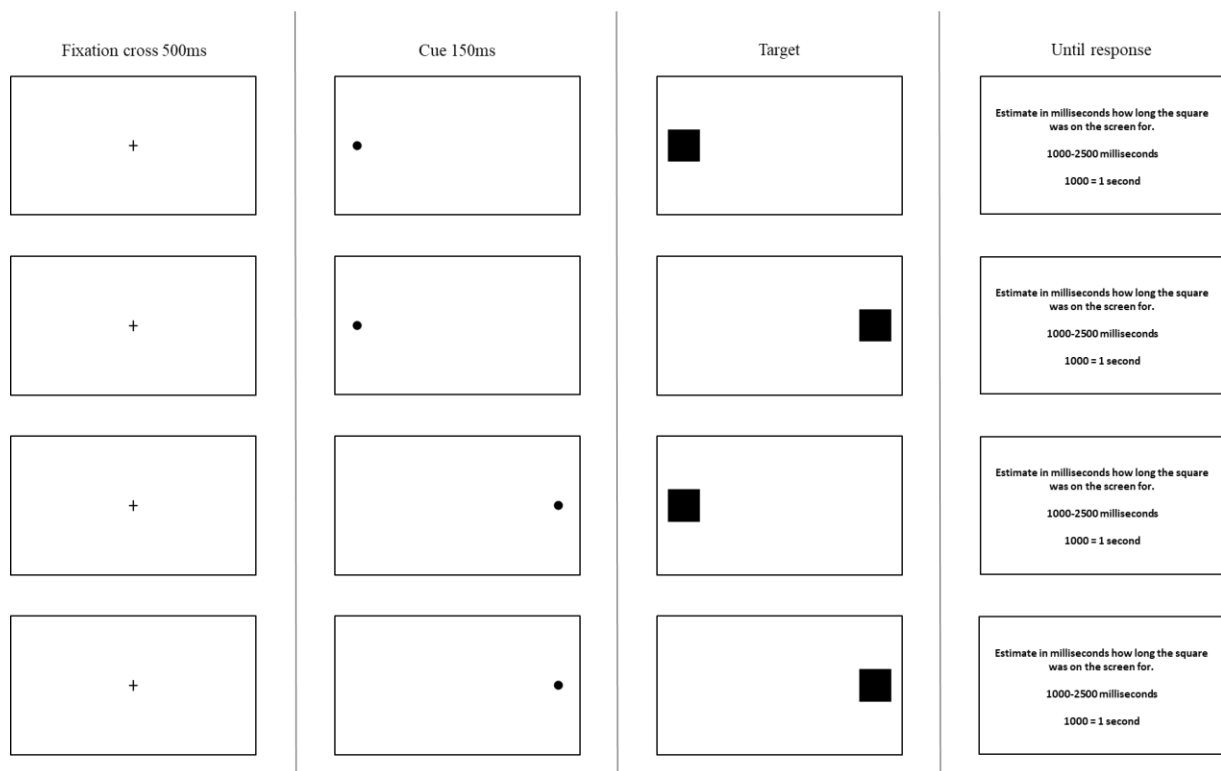 Fixation cross 500ms
Cue 150ms
Target
Until response
Estimate in milliseconds how long the square
was on the screen for.
1000-2500 milliseconds
1000 = 1 second
Estimate in milliseconds how long the square
was on the screen for.
1000-2500 milliseconds
1000 = 1 second
Estimate in milliseconds how long the square
was on the screen for.
1000-2500 milliseconds
1000 = 1 second
Estimate in milliseconds how long the square
was on the screen for.
1000-2500 milliseconds
1000 = 1 second